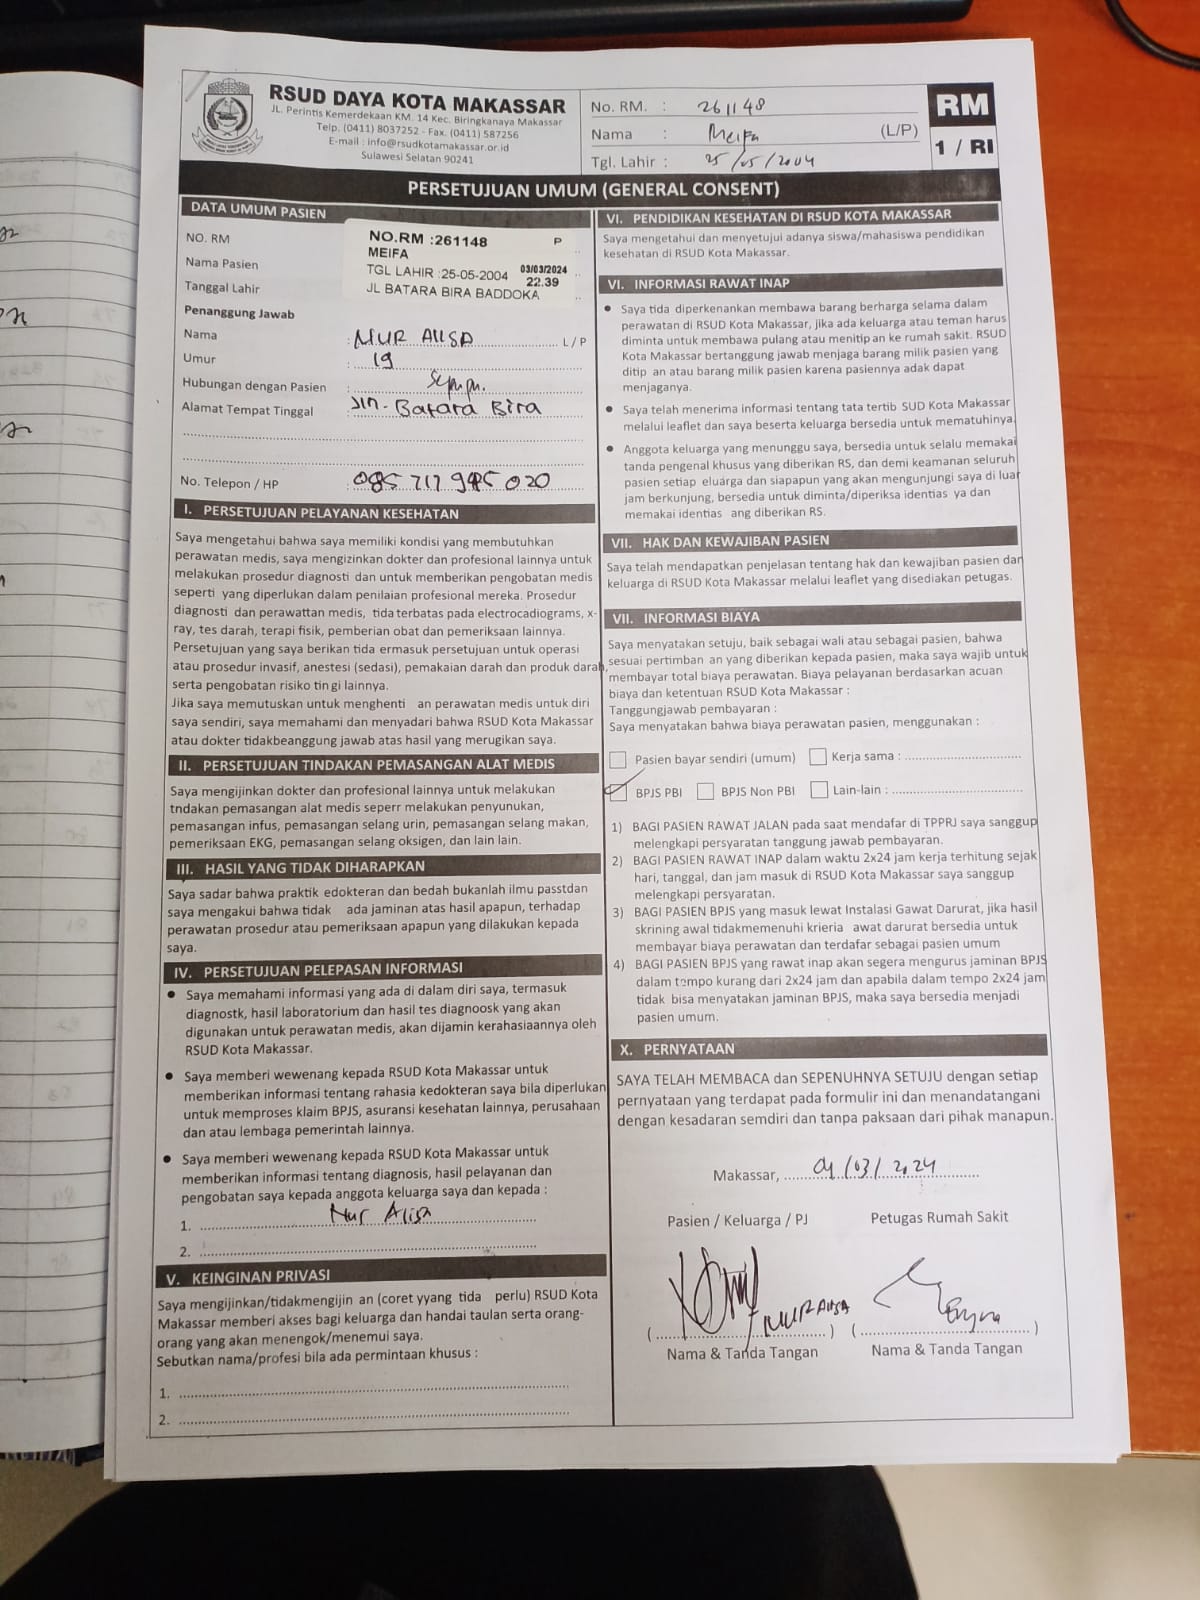 RSUD DAYA KOTA MAKASSAR
JL. Perintis Kemerdekaan KM. 14 Kec. Biringkanaya Makassar
Telp. (0411) 8037252 - Fax. (0411) 587256
E-mail : info@rsudkotamakassar.or.id
Sulawesi Selatan 90241
No. RM. : 261148
Nama : Meifa (L/P)
Tgl. Lahir : 25/05/2004
RM
1 / RI
PERSETUJUAN UMUM (GENERAL CONSENT)
DATA UMUM PASIEN
NO. RM
Nama Pasien
Tanggal Lahir
NO.RM :261148 P
MEIFA
TGL LAHIR :25-05-2004 03/03/2024
22.39
JL BATARA BIRA BADDOKA
Penanggung Jawab
Nama : NUR ALISA L / P
Umur : 19
Hubungan dengan Pasien :
Alamat Tempat Tinggal : Jln. Batara Bira
No. Telepon / HP : 085 717 985 020
I. PERSETUJUAN PELAYANAN KESEHATAN
Saya mengetahui bahwa saya memiliki kondisi yang membutuhkan
perawatan medis, saya mengizinkan dokter dan profesional lainnya untuk
melakukan prosedur diagnosti dan untuk memberikan pengobatan medis
seperti yang diperlukan dalam penilaian profesional mereka. Prosedur
diagnosti dan perawattan medis, tida terbatas pada electrocadiograms, x-
ray, tes darah, terapi fisik, pemberian obat dan pemeriksaan lainnya.
Persetujuan yang saya berikan tida ermasuk persetujuan untuk operasi
atau prosedur invasif, anestesi (sedasi), pemakaian darah dan produk darah,
serta pengobatan risiko tin gi lainnya.
Jika saya memutuskan untuk menghenti an perawatan medis untuk diri
saya sendiri, saya memahami dan menyadari bahwa RSUD Kota Makassar
atau dokter tidakbeanggung jawab atas hasil yang merugikan saya.
II. PERSETUJUAN TINDAKAN PEMASANGAN ALAT MEDIS
Saya mengijinkan dokter dan profesional lainnya untuk melakukan
tndakan pemasangan alat medis seperr melakukan penyunukan,
pemasangan infus, pemasangan selang urin, pemasangan selang makan,
pemeriksaan EKG, pemasangan selang oksigen, dan lain lain.
III. HASIL YANG TIDAK DIHARAPKAN
Saya sadar bahwa praktik edokteran dan bedah bukanlah ilmu passtdan
saya mengakui bahwa tidak ada jaminan atas hasil apapun, terhadap
perawatan prosedur atau pemeriksaan apapun yang dilakukan kepada
saya.
IV. PERSETUJUAN PELEPASAN INFORMASI
• Saya memahami informasi yang ada di dalam diri saya, termasuk
diagnostk, hasil laboratorium dan hasil tes diagnoosk yang akan
digunakan untuk perawatan medis, akan dijamin kerahasiaannya oleh
RSUD Kota Makassar.
• Saya memberi wewenang kepada RSUD Kota Makassar untuk
memberikan informasi tentang rahasia kedokteran saya bila diperlukan
untuk memproses klaim BPJS, asuransi kesehatan lainnya, perusahaan
dan atau lembaga pemerintah lainnya.
• Saya memberi wewenang kepada RSUD Kota Makassar untuk
memberikan informasi tentang diagnosis, hasil pelayanan dan
pengobatan saya kepada anggota keluarga saya dan kepada :
1. Nur Alisa
2.
V. KEINGINAN PRIVASI
Saya mengijinkan/tidakmengijin an (coret yyang tida perlu) RSUD Kota
Makassar memberi akses bagi keluarga dan handai taulan serta orang-
orang yang akan menengok/menemui saya.
Sebutkan nama/profesi bila ada permintaan khusus :
1.
2.
VI. PENDIDIKAN KESEHATAN DI RSUD KOTA MAKASSAR
Saya mengetahui dan menyetujui adanya siswa/mahasiswa pendidikan
kesehatan di RSUD Kota Makassar.
VI. INFORMASI RAWAT INAP
• Saya tida diperkenankan membawa barang berharga selama dalam
perawatan di RSUD Kota Makassar, jika ada keluarga atau teman harus
diminta untuk membawa pulang atau menitip an ke rumah sakit. RSUD
Kota Makassar bertanggung jawab menjaga barang milik pasien yang
ditip an atau barang milik pasien karena pasiennya adak dapat
menjaganya.
• Saya telah menerima informasi tentang tata tertib SUD Kota Makassar
melalui leaflet dan saya beserta keluarga bersedia untuk mematuhinya.
• Anggota keluarga yang menunggu saya, bersedia untuk selalu memakai
tanda pengenal khusus yang diberikan RS, dan demi keamanan seluruh
pasien setiap eluarga dan siapapun yang akan mengunjungi saya di luar
jam berkunjung, bersedia untuk diminta/diperiksa identias ya dan
memakai identias ang diberikan RS.
VII. HAK DAN KEWAJIBAN PASIEN
Saya telah mendapatkan penjelasan tentang hak dan kewajiban pasien dan
keluarga di RSUD Kota Makassar melalui leaflet yang disediakan petugas.
VII. INFORMASI BIAYA
Saya menyatakan setuju, baik sebagai wali atau sebagai pasien, bahwa
sesuai pertimban an yang diberikan kepada pasien, maka saya wajib untuk
membayar total biaya perawatan. Biaya pelayanan berdasarkan acuan
biaya dan ketentuan RSUD Kota Makassar :
Tanggungjawab pembayaran :
Saya menyatakan bahwa biaya perawatan pasien, menggunakan :
Pasien bayar sendiri (umum) Kerja sama :
BPJS PBI BPJS Non PBI Lain-lain :
1) BAGI PASIEN RAWAT JALAN pada saat mendafar di TPPRJ saya sanggup
melengkapi persyaratan tanggung jawab pembayaran.
2) BAGI PASIEN RAWAT INAP dalam waktu 2x24 jam kerja terhitung sejak
hari, tanggal, dan jam masuk di RSUD Kota Makassar saya sanggup
melengkapi persyaratan.
3) BAGI PASIEN BPJS yang masuk lewat Instalasi Gawat Darurat, jika hasil
skrining awal tidakmemenuhi krieria awat darurat bersedia untuk
membayar biaya perawatan dan terdafar sebagai pasien umum
4) BAGI PASIEN BPJS yang rawat inap akan segera mengurus jaminan BPJS
dalam tempo kurang dari 2x24 jam dan apabila dalam tempo 2x24 jam
tidak bisa menyatakan jaminan BPJS, maka saya bersedia menjadi
pasien umum.
X. PERNYATAAN
SAYA TELAH MEMBACA dan SEPENUHNYA SETUJU dengan setiap
pernyataan yang terdapat pada formulir ini dan menandatangani
dengan kesadaran semdiri dan tanpa paksaan dari pihak manapun.
Makassar, 04/03/2024
Pasien / Keluarga / PJ Petugas Rumah Sakit
( NUR ALISA ) ( )
Nama & Tanda Tangan Nama & Tanda Tangan